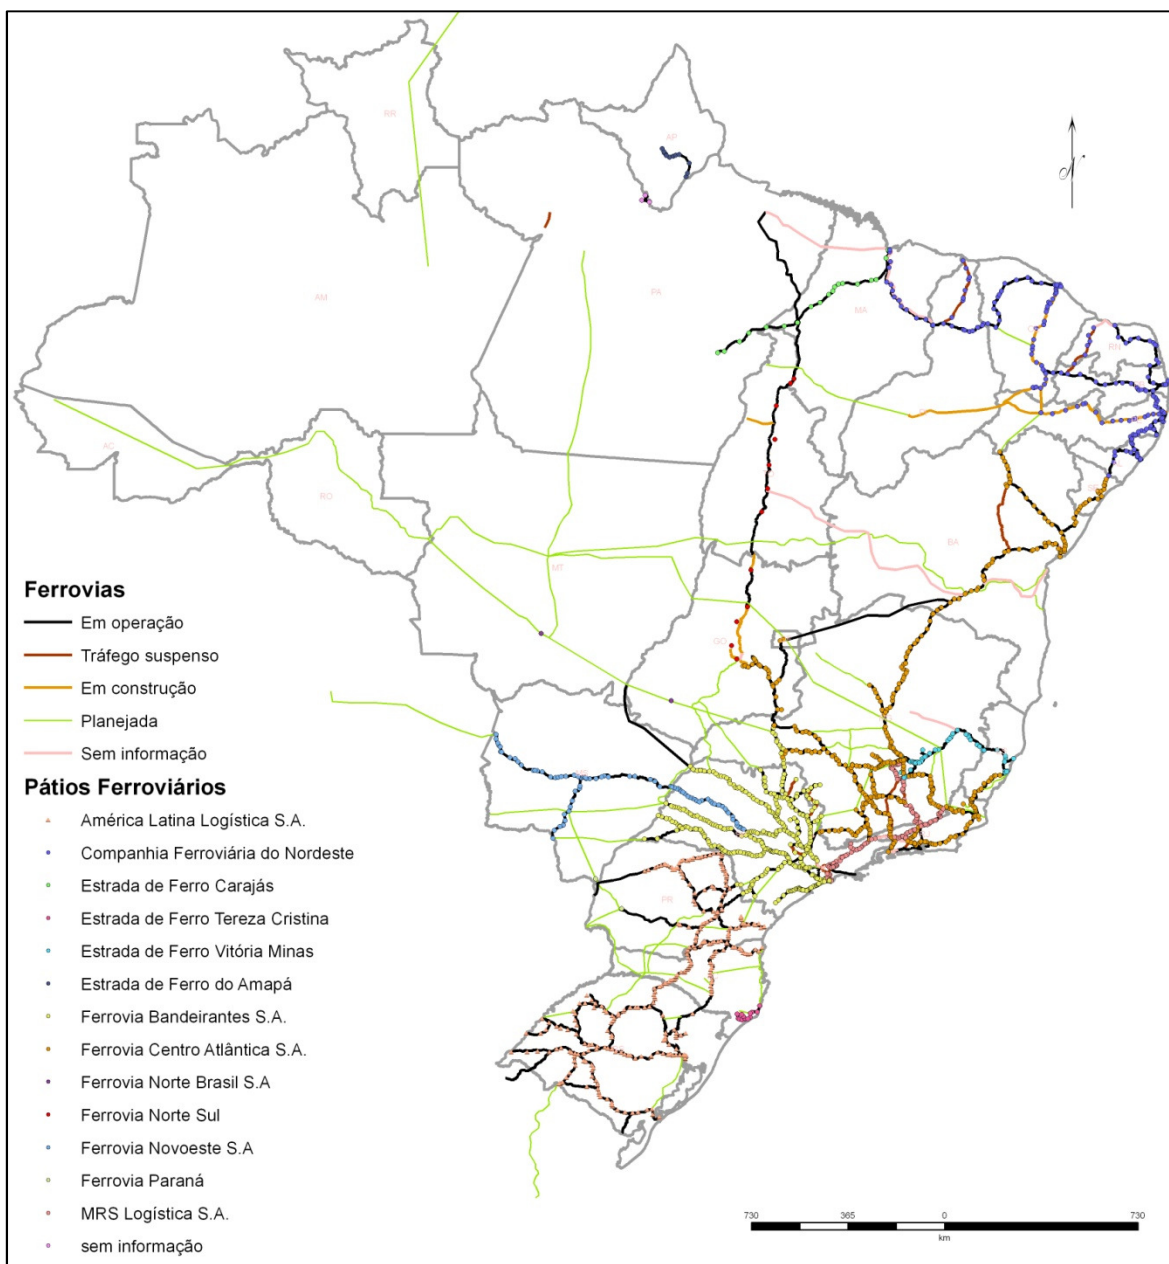 RR
AP
AM
PA
MA
RN
AC
RO
BA
MT
GO
PR
N
Ferrovias
Em operação
Tráfego suspenso
Em construção
Planejada
Sem informação
Pátios Ferroviários
América Latina Logística S.A.
Companhia Ferroviária do Nordeste
Estrada de Ferro Carajás
Estrada de Ferro Tereza Cristina
Estrada de Ferro Vitória Minas
Estrada de Ferro do Amapá
Ferrovia Bandeirantes S.A.
Ferrovia Centro Atlântica S.A.
Ferrovia Norte Brasil S.A
Ferrovia Norte Sul
Ferrovia Novoeste S.A
Ferrovia Paraná
MRS Logística S.A.
sem informação
730 365 0 730
km